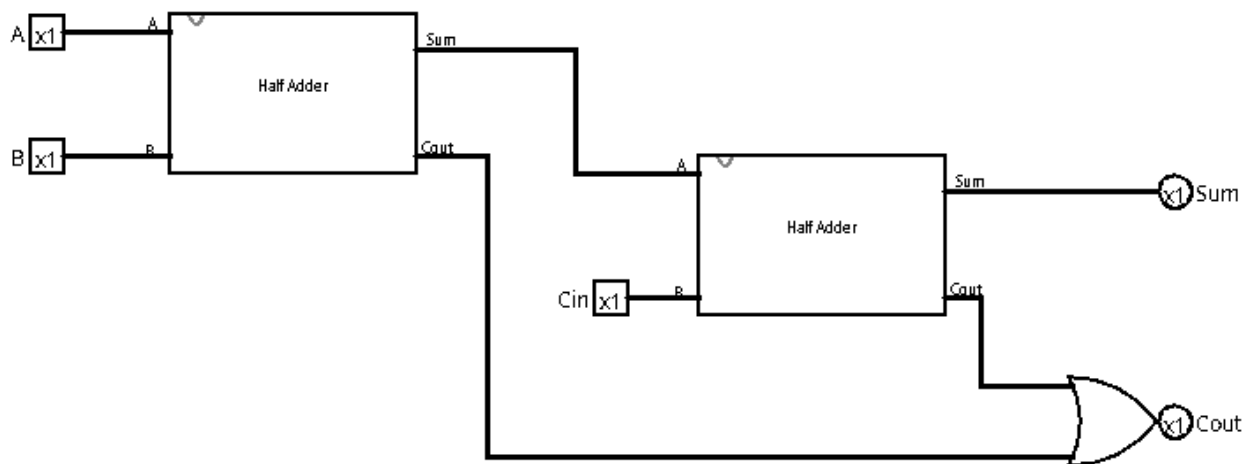 A x1
A
Half Adder
Sum
B x1
B
Cout
A
Half Adder
Sum
x1 Sum
Cin x1
B
Cout
x1 Cout